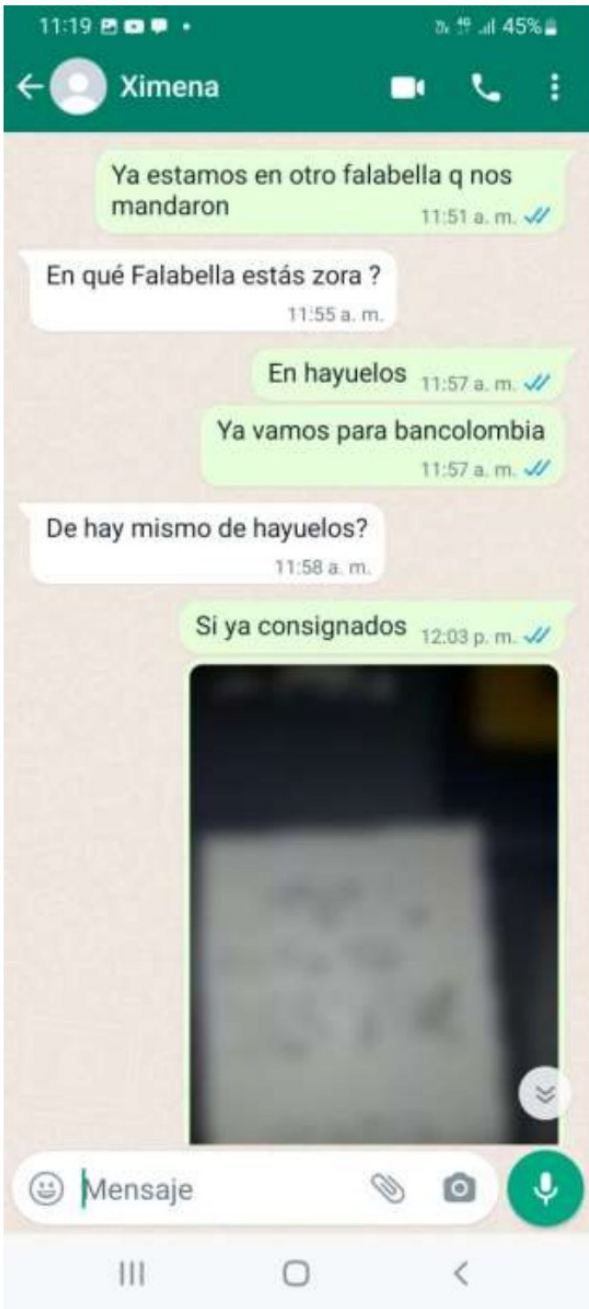 11:19
45%
Ximena
Ya estamos en otro falabella q nos
mandaron
11:51 a. m.
En qué Falabella estás zora ?
11:55 a. m.
En hayuelos
11:57 a. m.
Ya vamos para bancolombia
11:57 a. m.
De hay mismo de hayuelos?
11:58 a. m.
Si ya consignados
12:03 p. m.
Mensaje